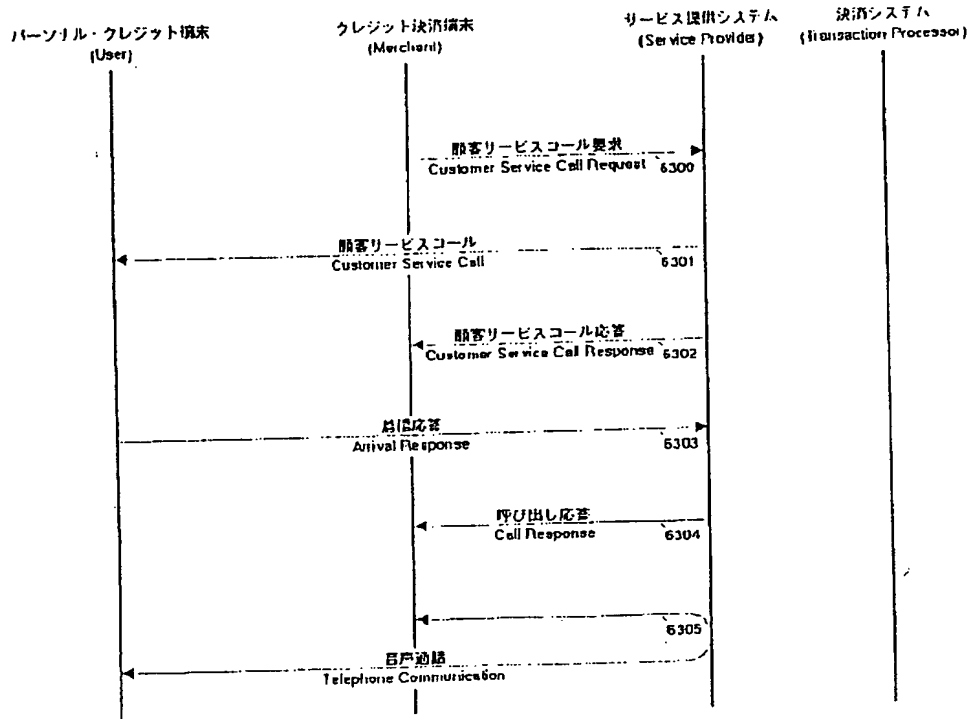 パーソナル・クレジット端末
(User)
クレジット決済端末
(Merchant)
サービス提供システム
(Service Provider)
決済システム
(Transaction Processor)
顧客サービスコール要求
Customer Service Call Request
6300
顧客サービスコール
Customer Service Call
6301
顧客サービスコール応答
Customer Service Call Response
6302
着信応答
Arrival Response
6303
呼び出し応答
Call Response
6304
6305
音声通話
Telephone Communication